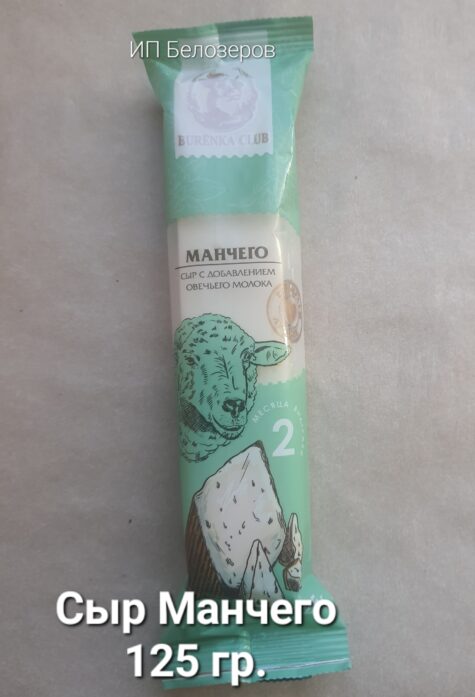 ИП Белозеров
BURENKA CLUB
МАНЧЕГО
СЫР С ДОБАВЛЕНИЕМ
ОВЕЧЬЕГО МОЛОКА
МЕСЯЦА
2
Сыр Манчего
125 гр.